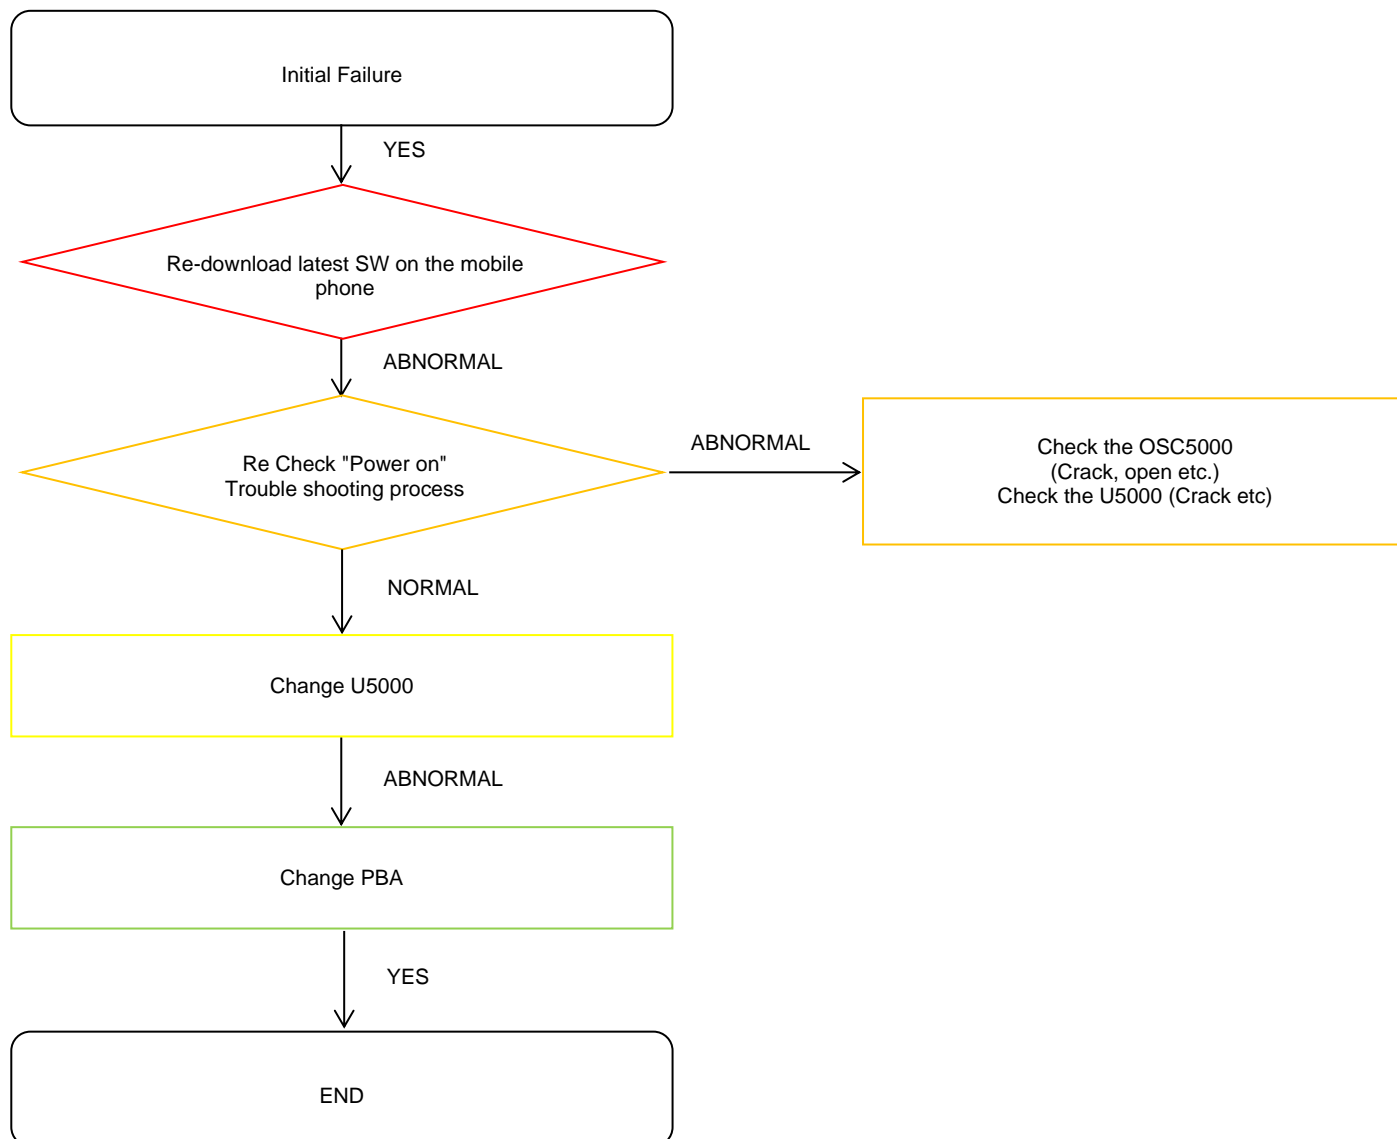 Initial Failure
YES
Re-download latest SW on the mobile
phone
ABNORMAL
Re Check "Power on"
Trouble shooting process
ABNORMAL
Check the OSC5000
(Crack, open etc.)
Check the U5000 (Crack etc)
NORMAL
Change U5000
ABNORMAL
Change PBA
YES
END